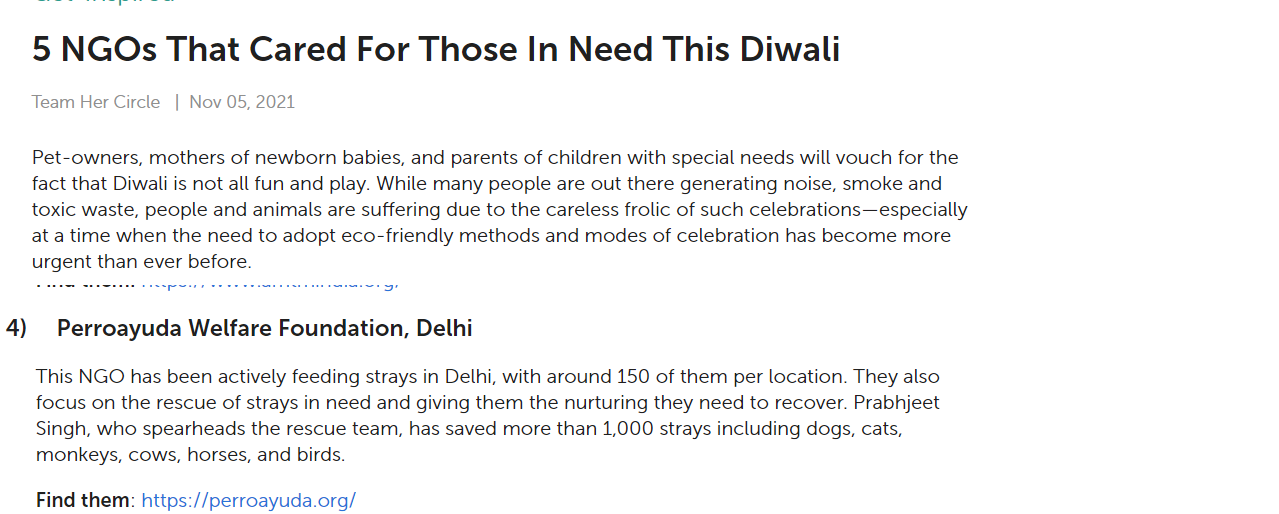 5 NGOs That Cared For Those In Need This Diwali
Team Her Circle | Nov 05, 2021
Pet-owners, mothers of newborn babies, and parents of children with special needs will vouch for the
fact that Diwali is not all fun and play. While many people are out there generating noise, smoke and
toxic waste, people and animals are suffering due to the careless frolic of such celebrations—especially
at a time when the need to adopt eco-friendly methods and modes of celebration has become more
urgent than ever before.
4) Perroayuda Welfare Foundation, Delhi
This NGO has been actively feeding strays in Delhi, with around 150 of them per location. They also
focus on the rescue of strays in need and giving them the nurturing they need to recover. Prabhjeet
Singh, who spearheads the rescue team, has saved more than 1,000 strays including dogs, cats,
monkeys, cows, horses, and birds.
Find them: https://perroayuda.org/